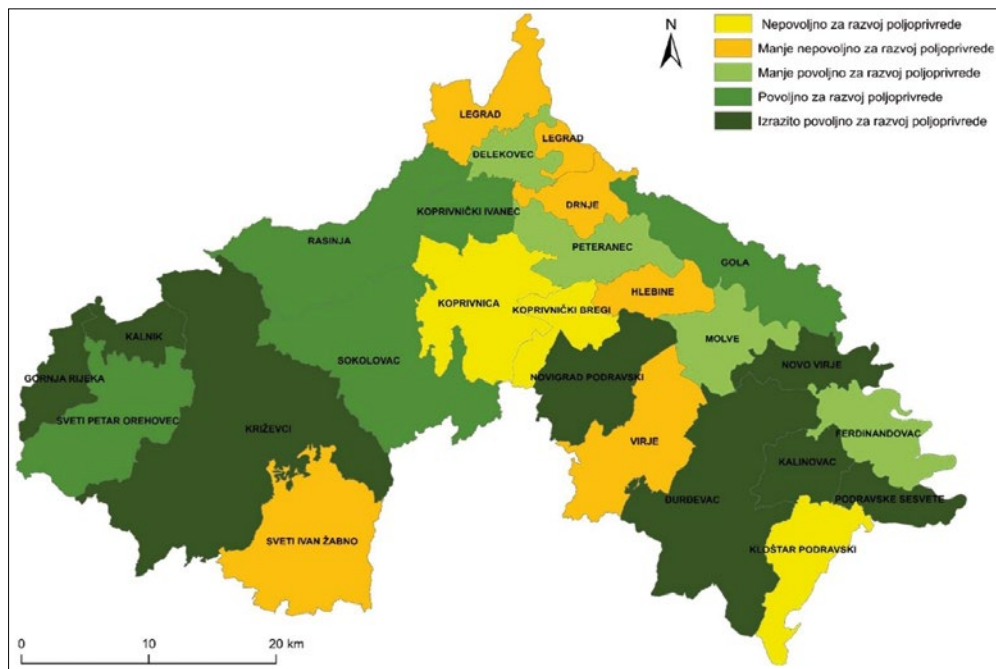 Nepovoljno za razvoj poljoprivrede
Manje nepovoljno za razvoj poljoprivrede
Manje povoljno za razvoj poljoprivrede
Povoljno za razvoj poljoprivrede
Izrazito povoljno za razvoj poljoprivrede
N
LEGRAD
LEGRAD
ĐELEKOVEC
DRNJE
KOPRIVNIČKI IVANEC
RASINJA
PETERANEC
GOLA
HLEBINE
KOPRIVNICA
KOPRIVNIČKI BREGI
MOLVE
KALNIK
SOKOLOVAC
NOVIGRAD PODRAVSKI
NOVO VIRJE
GORNJA RIJEKA
SVETI PETAR OREHOVEC
KRIŽEVCI
VIRJE
FERDINANDOVAC
KALINOVAC
ĐURĐEVAC
PODRAVSKE SESVETE
SVETI IVAN ŽABNO
KLOŠTAR PODRAVSKI
0 10 20 km